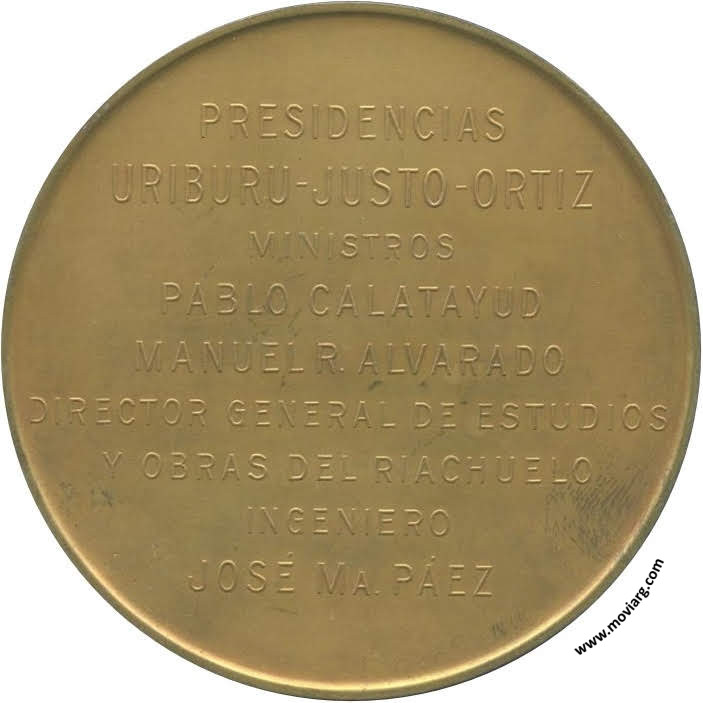 PRESIDENCIAS
URIBURU-JUSTO-ORTIZ
MINISTROS
PABLO CALATAYUD
MANUEL R. ALVARADO
DIRECTOR GENERAL DE ESTUDIOS
Y OBRAS DEL RIACHUELO
INGENIERO
JOSÉ MA. PÁEZ
www.moviarg.com